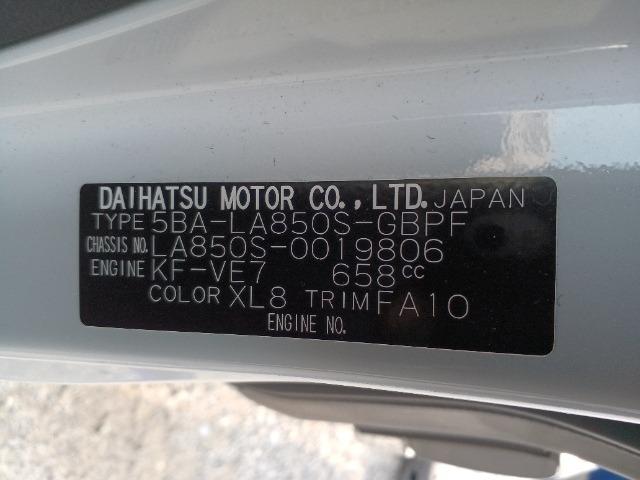 DAIHATSU MOTOR CO.,LTD. JAPAN
TYPE 5BA-LA850S-GBPF
CHASSIS NO. LA850S-0019806
ENGINE KF-VE7 658CC
COLOR XL8 TRIM FA10
ENGINE NO.